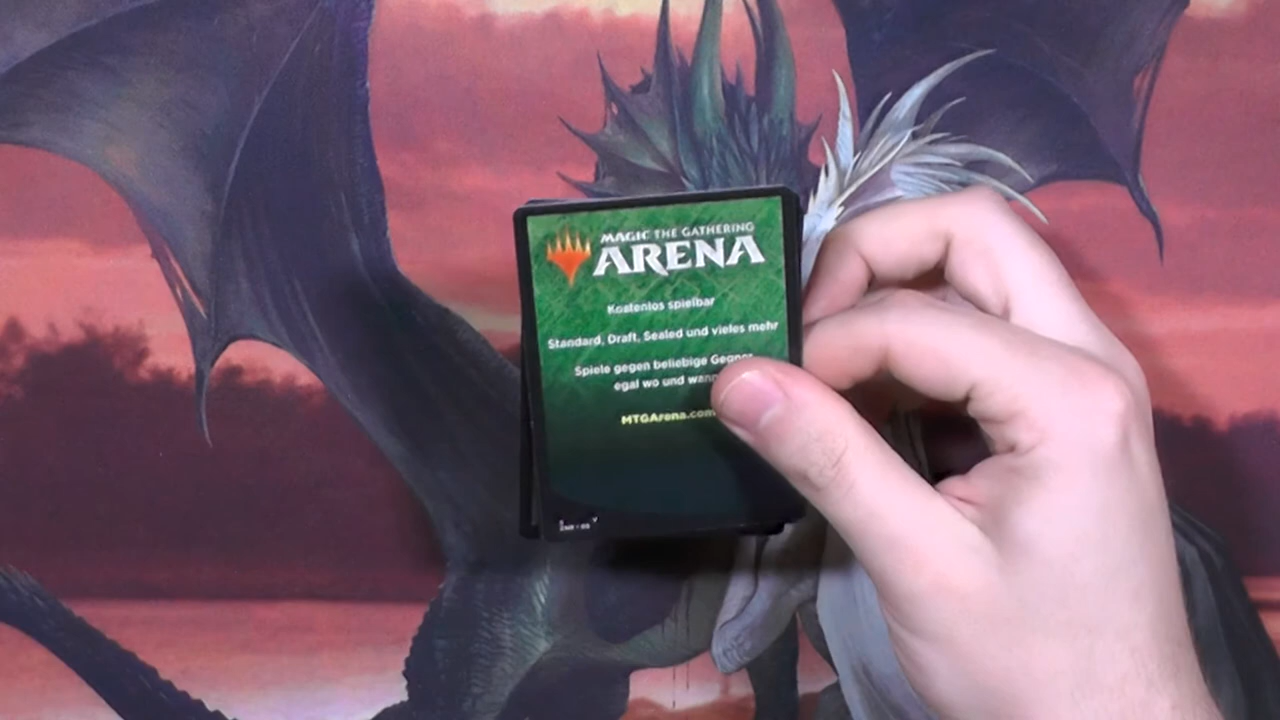 MAGIC THE GATHERING
ARENA
Kostenlos spielbar
Standard, Draft, Sealed und vieles mehr
Spiele gegen beliebige Gegner
egal wo und wann
MTGArena.com